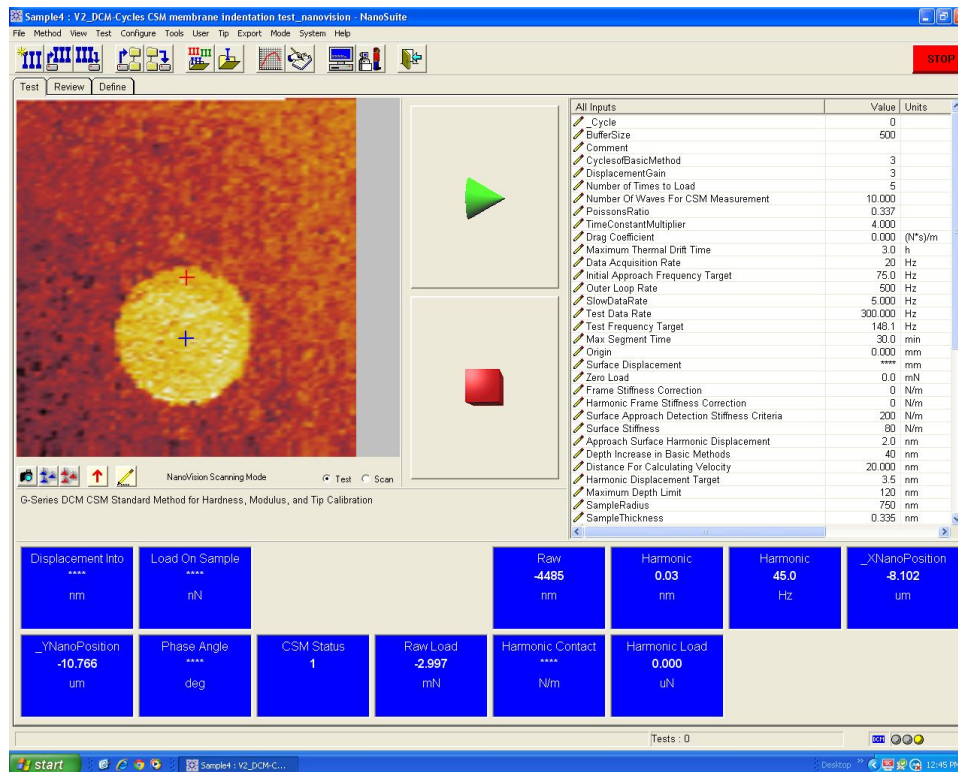 Sample4 : V2_DCM-Cycles CSM membrane indentation test_nanovision - NanoSuite
File Method View Test Configure Tools User Tip Export Mode System Help
STOP
Test Review Define
All Inputs Value Units
_Cycle 0
BufferSize 500
Comment
CyclesofBasicMethod 3
DisplacementGain 3
Number of Times to Load 5
Number Of Waves For CSM Measurement 10.000
PoissonsRatio 0.337
TimeConstantMultiplier 4.000
Drag Coefficient 0.000 (N*s)/m
Maximum Thermal Drift Time 3.0 h
Data Acquisition Rate 20 Hz
Initial Approach Frequency Target 75.0 Hz
Outer Loop Rate 500 Hz
SlowDataRate 5.000 Hz
Test Data Rate 300.000 Hz
Test Frequency Target 148.1 Hz
Max Segment Time 30.0 min
Origin 0.000 mm
Surface Displacement **** mm
Zero Load 0.0 mN
Frame Stiffness Correction 0 N/m
Harmonic Frame Stiffness Correction 0 N/m
Surface Approach Detection Stiffness Criteria 200 N/m
Surface Stiffness 80 N/m
Approach Surface Harmonic Displacement 2.0 nm
Depth Increase in Basic Methods 40 nm
Distance For Calculating Velocity 20.000 nm
Harmonic Displacement Target 3.5 nm
Maximum Depth Limit 120 nm
SampleRadius 750 nm
SampleThickness 0.335 nm
NanoVision Scanning Mode Test Scan
G-Series DCM CSM Standard Method for Hardness, Modulus, and Tip Calibration
Displacement Into Load On Sample Raw Harmonic Harmonic _XNanoPosition
**** **** -4485 0.03 45.0 -8.102
nm nN nm nm Hz um
_YNanoPosition Phase Angle CSM Status Raw Load Harmonic Contact Harmonic Load
-10.766 **** 1 -2.997 **** 0.000
um deg mN N/m uN
Tests : 0 DCM
start Sample4 : V2_DCM-C... Desktop 12:45 PM